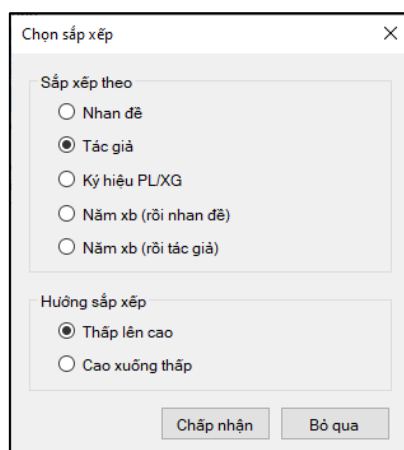 Chọn sắp xếp
Sắp xếp theo
Nhan đề
Tác giả
Ký hiệu PL/XG
Năm xb (rồi nhan đề)
Năm xb (rồi tác giả)
Hướng sắp xếp
Thấp lên cao
Cao xuống thấp
Chấp nhận
Bỏ qua